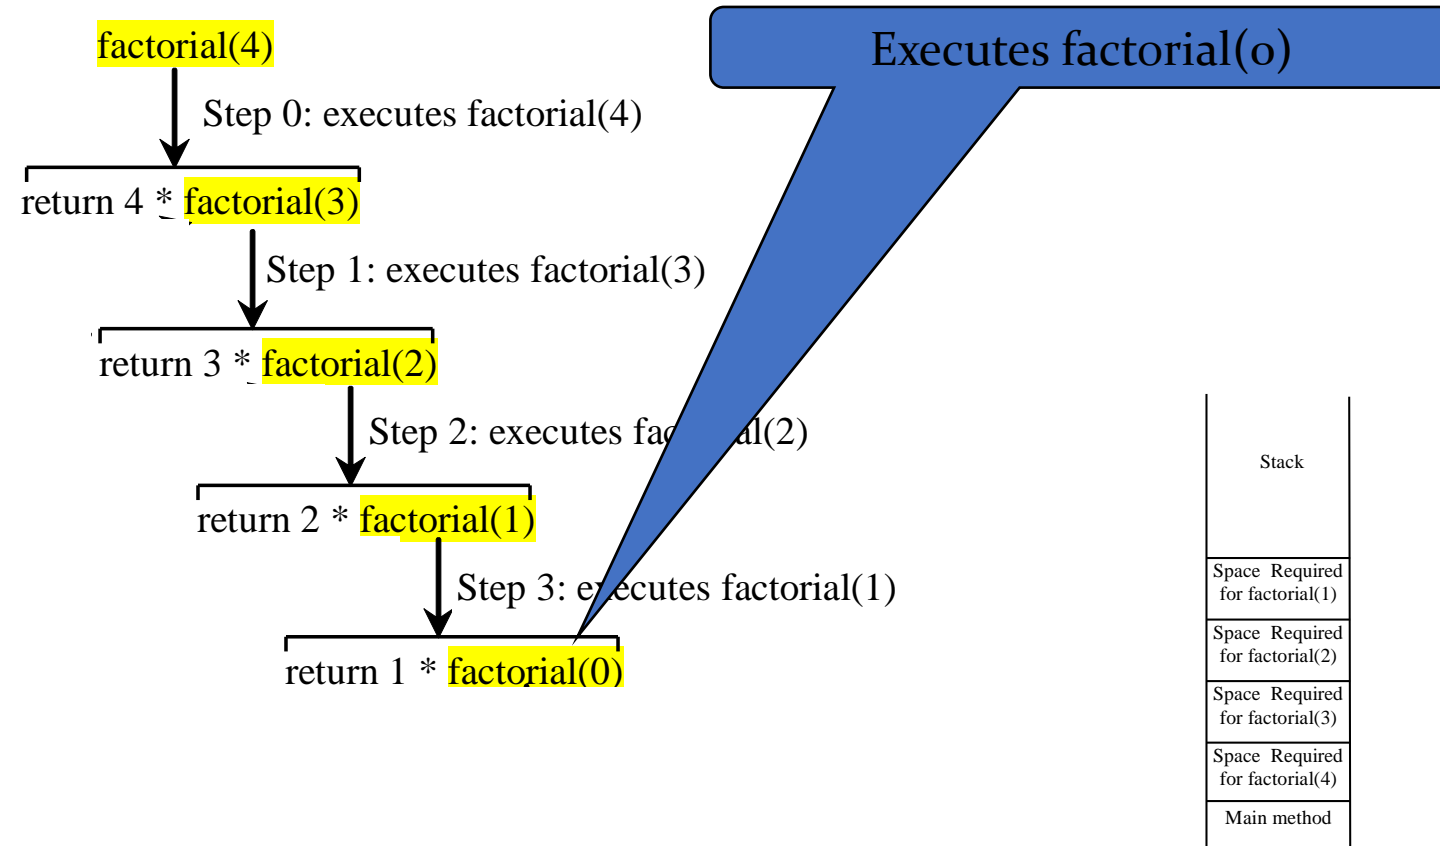 factorial(4)
Executes factorial(0)
Step 0: executes factorial(4)
return 4 * factorial(3)
Step 1: executes factorial(3)
return 3 * factorial(2)
Step 2: executes fac al(2)
return 2 * factorial(1)
Step 3: executes factorial(1)
return 1 * factorial(0)
Stack
Space Required
for factorial(1)
Space Required
for factorial(2)
Space Required
for factorial(3)
Space Required
for factorial(4)
Main method